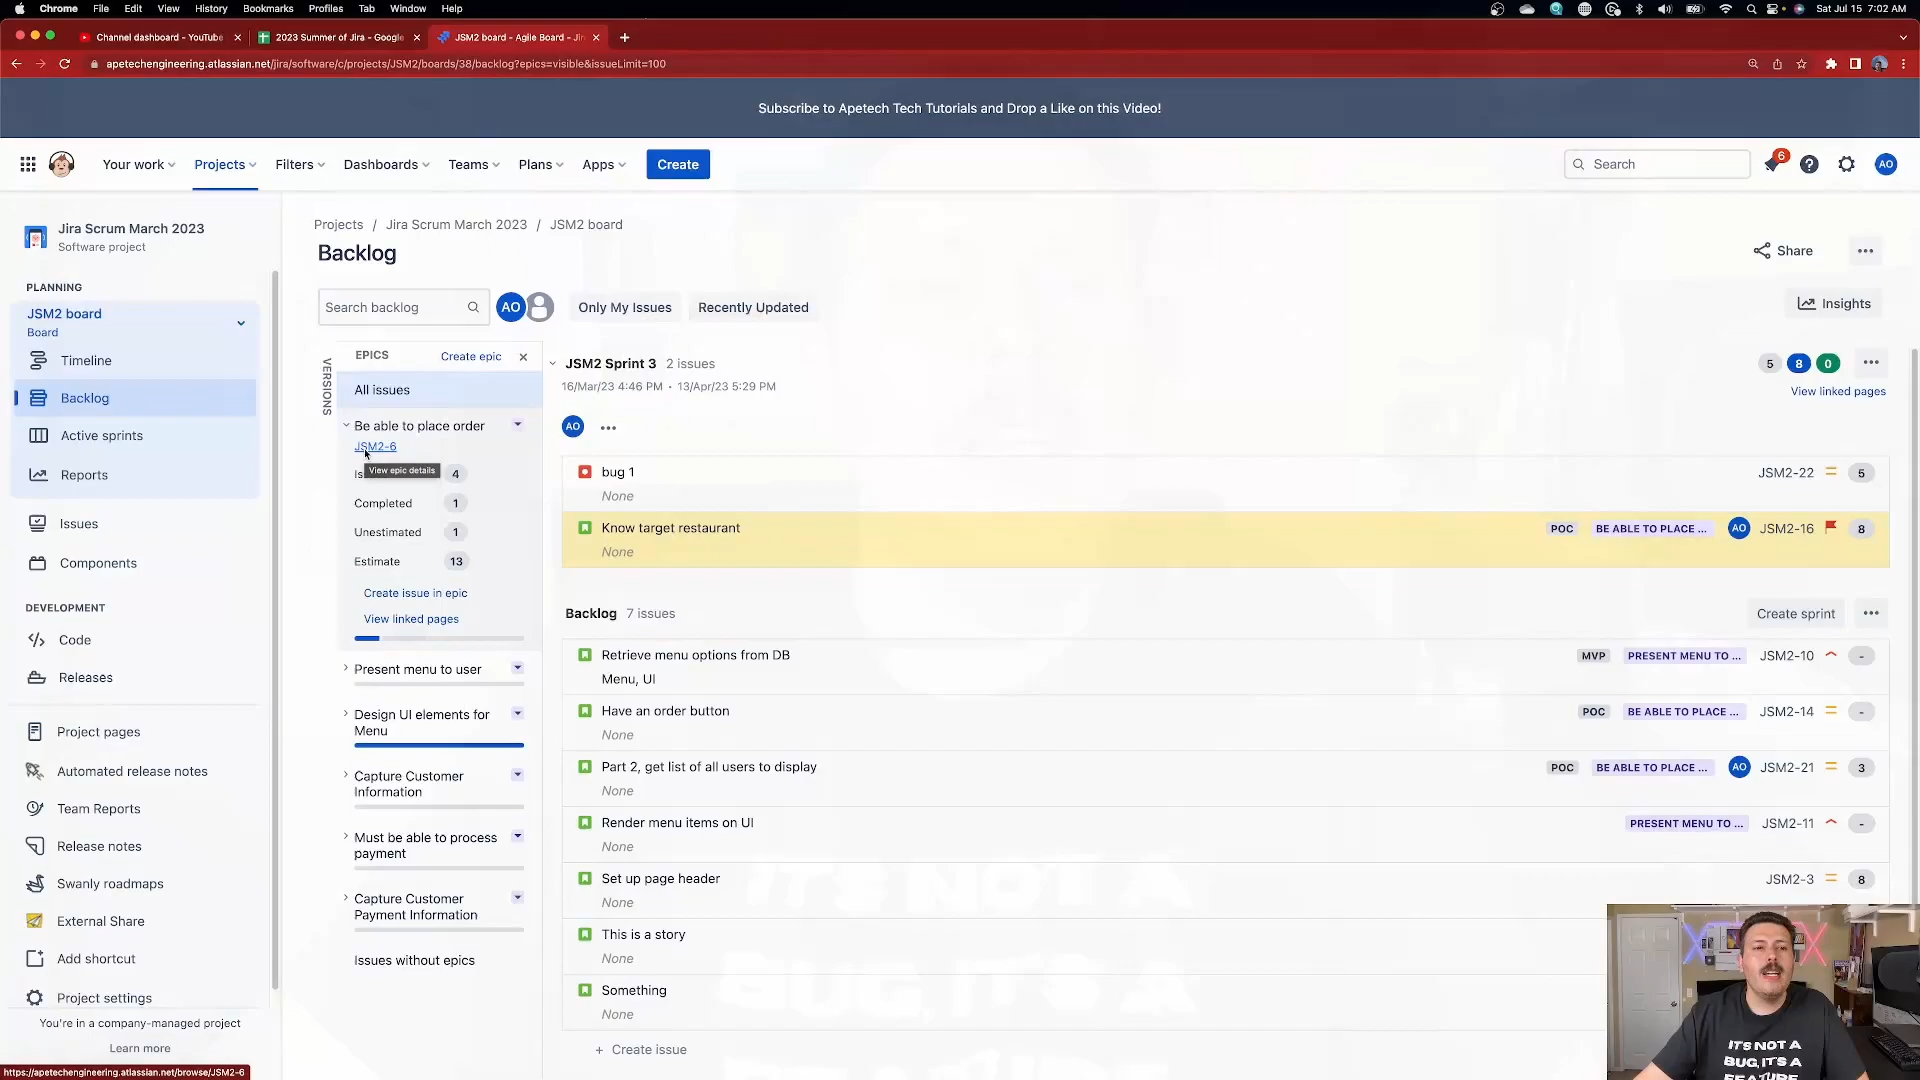 Chrome File Edit View History Bookmarks Profiles Tab Window Help
Sat Jul 15 7:02 AM
Channel dashboard - YouTube
2023 Summer of Jira - Google
JSM2 board - Agile Board - Jir
apetechengineering.atlassian.net/jira/software/c/projects/JSM2/boards/38/backlog?epics=visible&issueLimit=100
Subscribe to Apetech Tech Tutorials and Drop a Like on this Video!
Your work Projects Filters Dashboards Teams Plans Apps Create
Search
6
AO
Jira Scrum March 2023
Software project
PLANNING
JSM2 board
Board
Timeline
Backlog
Active sprints
Reports
Issues
Components
DEVELOPMENT
Code
Releases
Project pages
Automated release notes
Team Reports
Release notes
Swanly roadmaps
External Share
Add shortcut
Project settings
You're in a company-managed project
Learn more
https://apetechengineering.atlassian.net/browse/JSM2-6
Projects / Jira Scrum March 2023 / JSM2 board
Backlog
Share
Search backlog
AO
Only My Issues
Recently Updated
Insights
VERSIONS
EPICS
Create epic
All issues
Be able to place order
JSM2-6
View epic details
Is 4
Completed 1
Unestimated 1
Estimate 13
Create issue in epic
View linked pages
Present menu to user
Design UI elements for
Menu
Capture Customer
Information
Must be able to process
payment
Capture Customer
Payment Information
Issues without epics
JSM2 Sprint 3 2 issues
5 8 0
16/Mar/23 4:46 PM • 13/Apr/23 5:29 PM
View linked pages
AO
bug 1 JSM2-22 5
None
Know target restaurant POC BE ABLE TO PLACE ... AO JSM2-16 8
None
Backlog 7 issues
Create sprint
Retrieve menu options from DB MVP PRESENT MENU TO ... JSM2-10 -
Menu, UI
Have an order button POC BE ABLE TO PLACE ... JSM2-14 -
None
Part 2, get list of all users to display POC BE ABLE TO PLACE ... AO JSM2-21 3
None
Render menu items on UI PRESENT MENU TO ... JSM2-11 -
None
Set up page header JSM2-3 8
None
This is a story
None
Something
None
+ Create issue
IT'S NOT A
BUG, IT'S A
FEATURE
IT'S NOT A
BUG, IT'S A
FEATURE